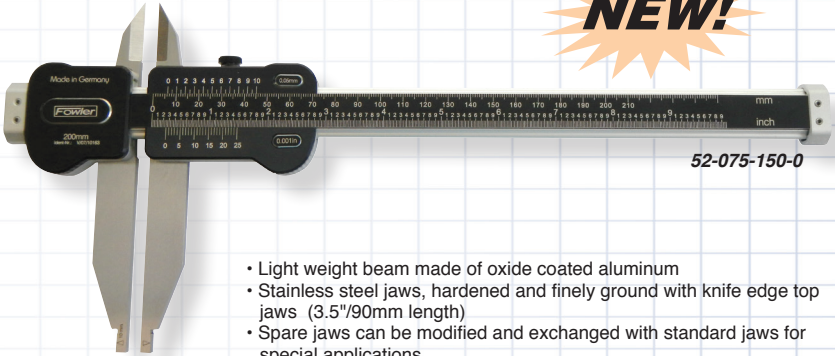 NEW!
Made in Germany
Fowler
200mm
0 1 2 3 4 5 6 7 8 9 10
0,05mm
0 10 20 30 40 50 60 70 80 90 100 110 120 130 140 150 160 170 180 190 200 210
mm
inch
0 5 10 15 20 25
0.001in
52-075-150-0
• Light weight beam made of oxide coated aluminum
• Stainless steel jaws, hardened and finely ground with knife edge top
jaws (3.5"/90mm length)
• Spare jaws can be modified and exchanged with standard jaws for
special applications